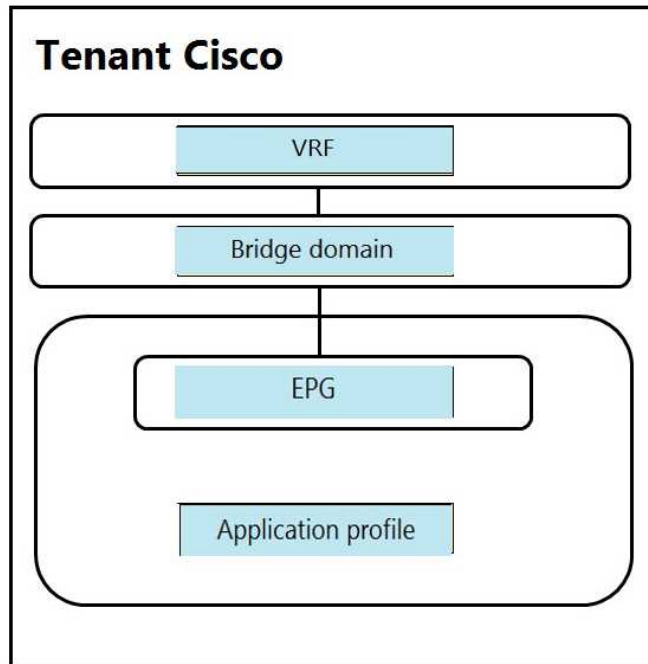 Tenant Cisco
VRF
Bridge domain
EPG
Application profile